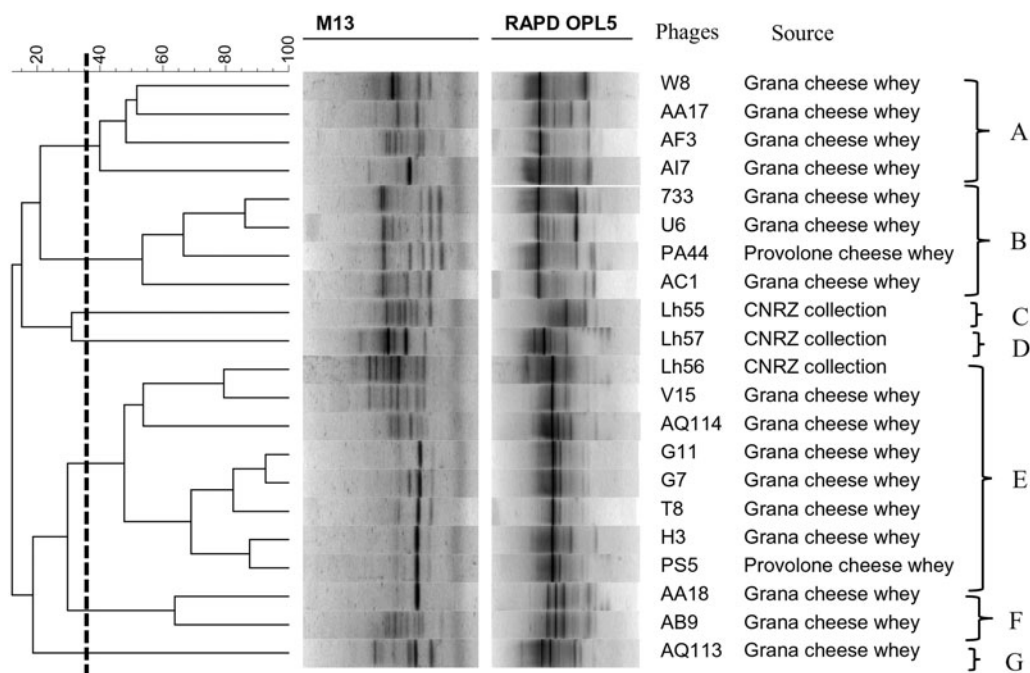 M13 RAPD OPL5 Phages Source
20 40 60 80 100
W8 Grana cheese whey
AA17 Grana cheese whey
A
AF3 Grana cheese whey
AI7 Grana cheese whey
733 Grana cheese whey
U6 Grana cheese whey
B
PA44 Provolone cheese whey
AC1 Grana cheese whey
Lh55 CNRZ collection C
Lh57 CNRZ collection D
Lh56 CNRZ collection
V15 Grana cheese whey
AQ114 Grana cheese whey
G11 Grana cheese whey
G7 Grana cheese whey E
T8 Grana cheese whey
H3 Grana cheese whey
PS5 Provolone cheese whey
AA18 Grana cheese whey
F
AB9 Grana cheese whey
AQ113 Grana cheese whey G